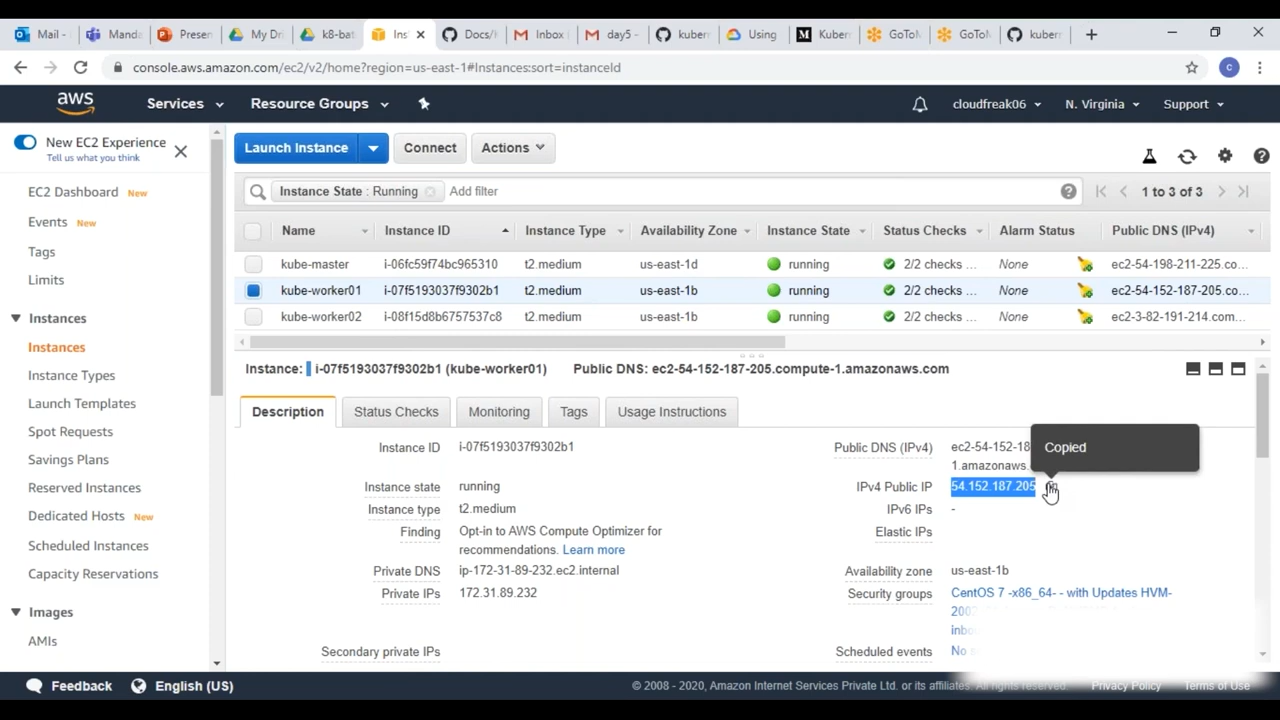 Mail -
Manda
Presen
My Dri
k8-bat
Ins
Docs/k
Inbox
day5 -
kubern
Using
Kubern
GoToM
GoToM
kubern
console.aws.amazon.com/ec2/v2/home?region=us-east-1#Instances:sort=instanceId
C
aws Services Resource Groups cloudfreak06 N. Virginia Support
New EC2 Experience
Tell us what you think
Launch Instance Connect Actions
Instance State : Running Add filter 1 to 3 of 3
EC2 Dashboard New
Events New
Tags
Limits
Instances
Instances
Instance Types
Launch Templates
Spot Requests
Savings Plans
Reserved Instances
Dedicated Hosts New
Scheduled Instances
Capacity Reservations
Images
AMIs
Name Instance ID Instance Type Availability Zone Instance State Status Checks Alarm Status Public DNS (IPv4)
kube-master i-06fc59f74bc965310 t2.medium us-east-1d running 2/2 checks ... None ec2-54-198-211-225.co...
kube-worker01 i-07f5193037f9302b1 t2.medium us-east-1b running 2/2 checks ... None ec2-54-152-187-205.co...
kube-worker02 i-08f15d8b6757537c8 t2.medium us-east-1b running 2/2 checks ... None ec2-3-82-191-214.com...
Instance: i-07f5193037f9302b1 (kube-worker01) Public DNS: ec2-54-152-187-205.compute-1.amazonaws.com
Description Status Checks Monitoring Tags Usage Instructions
Instance ID i-07f5193037f9302b1
Instance state running
Instance type t2.medium
Finding Opt-in to AWS Compute Optimizer for
recommendations. Learn more
Private DNS ip-172-31-89-232.ec2.internal
Private IPs 172.31.89.232
Secondary private IPs
Public DNS (IPv4) ec2-54-152-18
1.amazonaws.
Copied
IPv4 Public IP 54.152.187.205
IPv6 IPs -
Elastic IPs
Availability zone us-east-1b
Security groups CentOS 7 -x86_64- - with Updates HVM-
2002
inbo
Scheduled events No
Feedback English (US) © 2008 - 2020, Amazon Internet Services Private Ltd. or its affiliates. All rights reserved. Privacy Policy Terms of Use